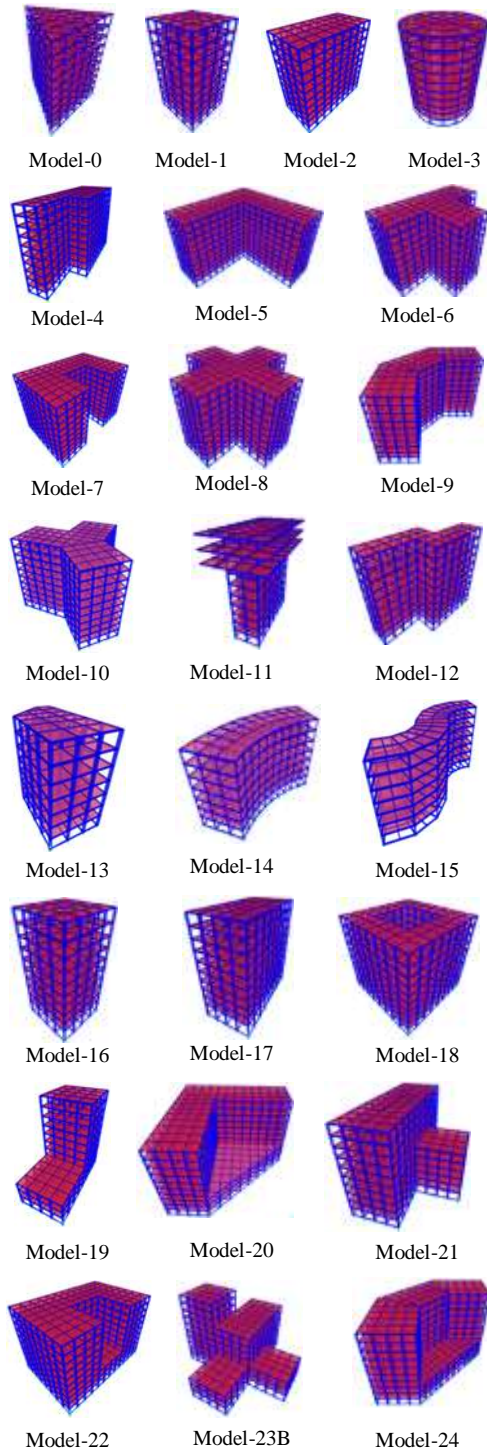 Model-0 Model-1 Model-2 Model-3
Model-4 Model-5 Model-6
Model-7 Model-8 Model-9
Model-10 Model-11 Model-12
Model-13 Model-14 Model-15
Model-16 Model-17 Model-18
Model-19 Model-20 Model-21
Model-22 Model-23B Model-24